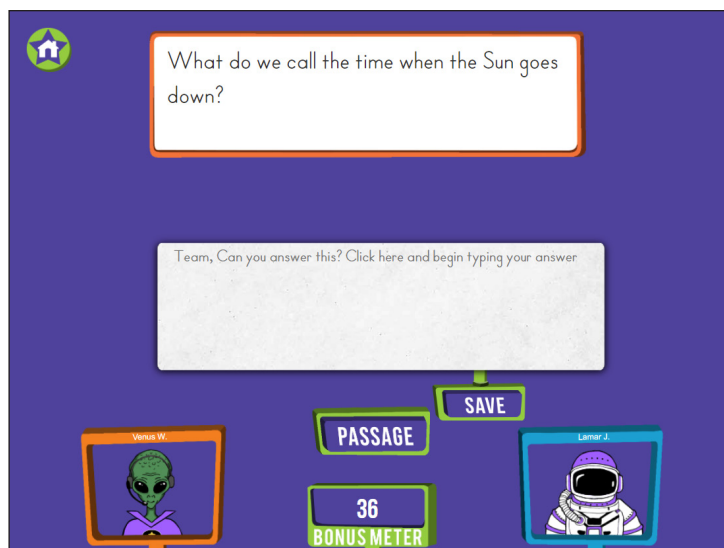 What do we call the time when the Sun goes
down?
Team, Can you answer this? Click here and begin typing your answer
SAVE
PASSAGE
Venus W.
Lamar J.
36
BONUS METER